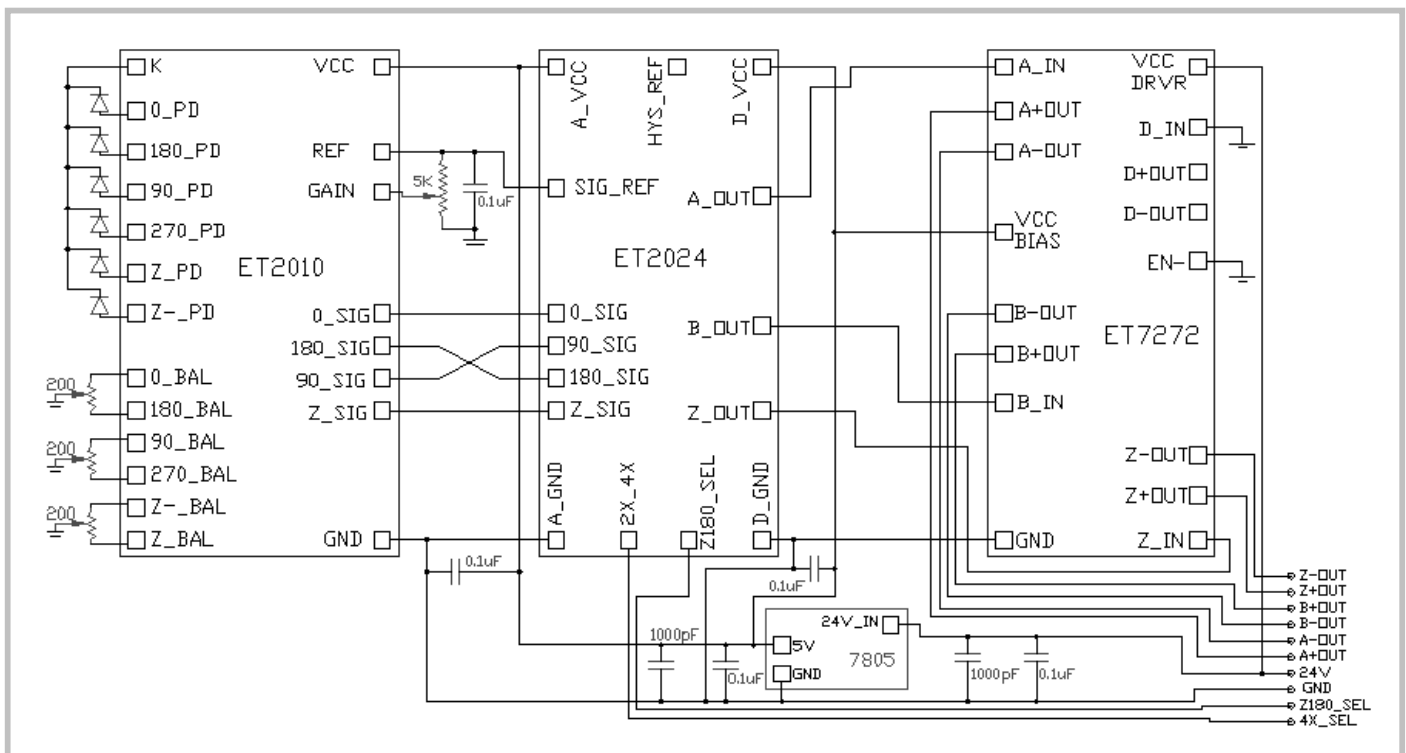 K
VCC
0_PD
180_PD
REF
90_PD
GAIN
270_PD
Z_PD
ET2010
Z-_PD
0_SIG
180_SIG
90_SIG
Z_SIG
200
0_BAL
180_BAL
200
90_BAL
270_BAL
200
Z-_BAL
Z_BAL
GND
5K
0.1uF
A_VCC
HYS_REF
D_VCC
SIG_REF
A_OUT
ET2024
0_SIG
90_SIG
180_SIG
Z_SIG
B_OUT
Z_OUT
A_GND
2X_4X
Z180_SEL
D_GND
A_IN
VCC
DRVR
A+OUT
A-OUT
D_IN
D+OUT
D-OUT
VCC
BIAS
EN-
B-OUT
B+OUT
ET7272
B_IN
Z-OUT
Z+OUT
GND
Z_IN
0.1uF
0.1uF
1000pF
0.1uF
24V_IN
5V
7805
GND
1000pF
0.1uF
Z-OUT
Z+OUT
B+OUT
B-OUT
A-OUT
A+OUT
24V
GND
Z180_SEL
4X_SEL